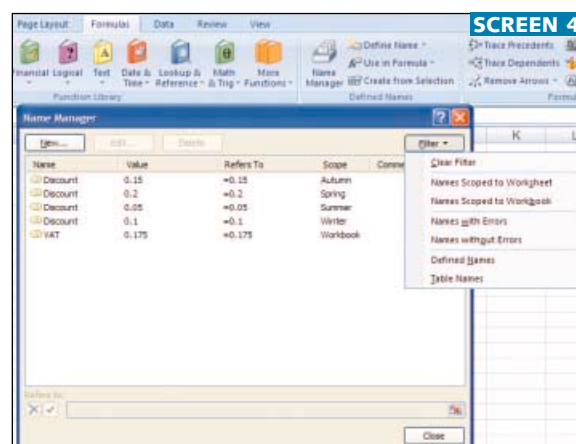 SCREEN 4
Page Layout Formulas Data Review View
Financial Logical Text Date & Time Lookup & Reference Math & Trig More Functions
Function Library
Name Manager
Define Name
Use in Formula
Create from Selection
Defined Names
Trace Precedents
Trace Dependents
Remove Arrows
Formu
Name Manager
New... Edit... Delete Filter
Name Value Refers To Scope Comme
Discount 0.15 =0.15 Autumn
Discount 0.2 =0.2 Spring
Discount 0.05 =0.05 Summer
Discount 0.1 =0.1 Winter
VAT 0.175 =0.175 Workbook
Clear Filter
Names Scoped to Worksheet
Names Scoped to Workbook
Names with Errors
Names without Errors
Defined Names
Table Names
K L
Refers to:
Close